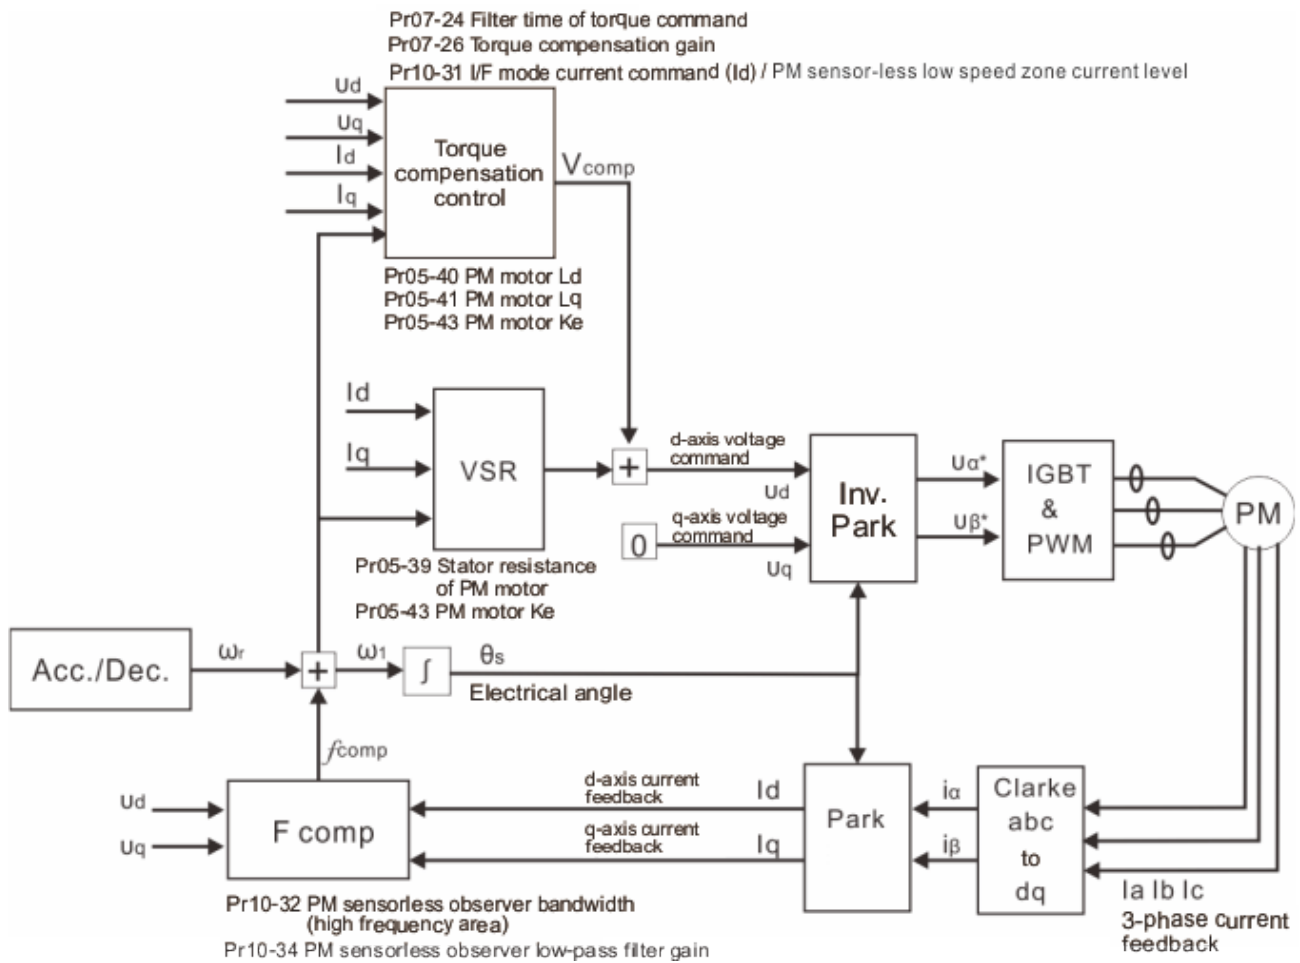 Pr07-24 Filter time of torque command
Pr07-26 Torque compensation gain
Pr10-31 I/F mode current command (Id) / PM sensor-less low speed zone current level
ud
uq
Id
Iq
Torque
compensation
control
Vcomp
Pr05-40 PM motor Ld
Pr05-41 PM motor Lq
Pr05-43 PM motor Ke
Id
Iq
VSR
+
d-axis voltage
command
ud
0
q-axis voltage
command
uq
Inv.
Park
uα*
uβ*
IGBT
&
PWM
PM
Pr05-39 Stator resistance
of PM motor
Pr05-43 PM motor Ke
Acc./Dec.
ωr
+
ω1
∫
θs
Electrical angle
fcomp
ud
uq
F comp
d-axis current
feedback
Id
q-axis current
feedback
Iq
Park
iα
iβ
Clarke
abc
to
dq
Ia Ib Ic
3-phase current
feedback
Pr10-32 PM sensorless observer bandwidth
(high frequency area)
Pr10-34 PM sensorless observer low-pass filter gain